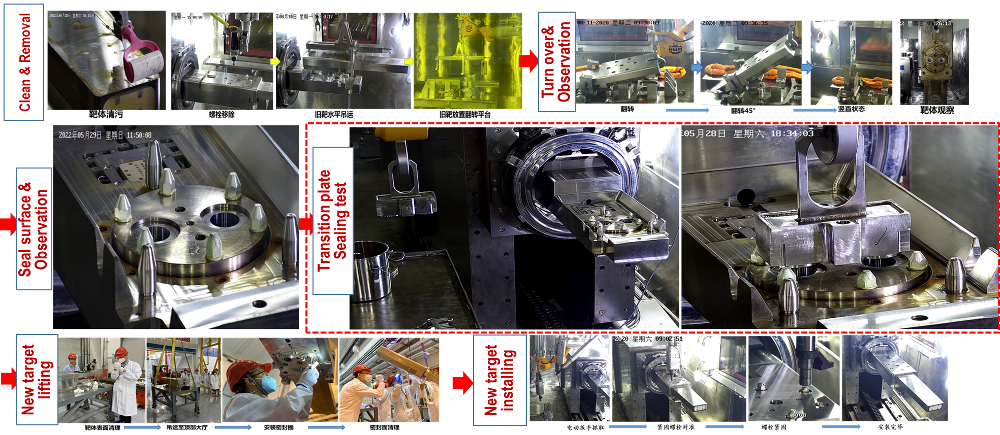 Clean & Removal
2022年05月28日 星期六 16:13:4
星期一 15:04:00
年08月10日 星期一 16:13:17
靶体清污
螺栓移除
旧靶水平吊运
旧靶放置翻转平台
Turn over&
Observation
08-11-2020 星期二 09:30:09
-2020 星期二 09:36:35
22 星期日 09:26:13
HWM
翻转
翻转45°
竖直状态
靶体观察
Seal surface &
Observation
2022年05月29日 星期日 11:50:08
Transition plate
Sealing test
年05月28日 星期六 18:34:03
New target
lifting
靶体表面清理
吊运至顶部大厅
安装密封圈
密封面清理
New target
installing
-2020 星期六 09:02:51
2008
电动扳手抓取
紧固螺栓对准
螺栓紧固
安装完毕